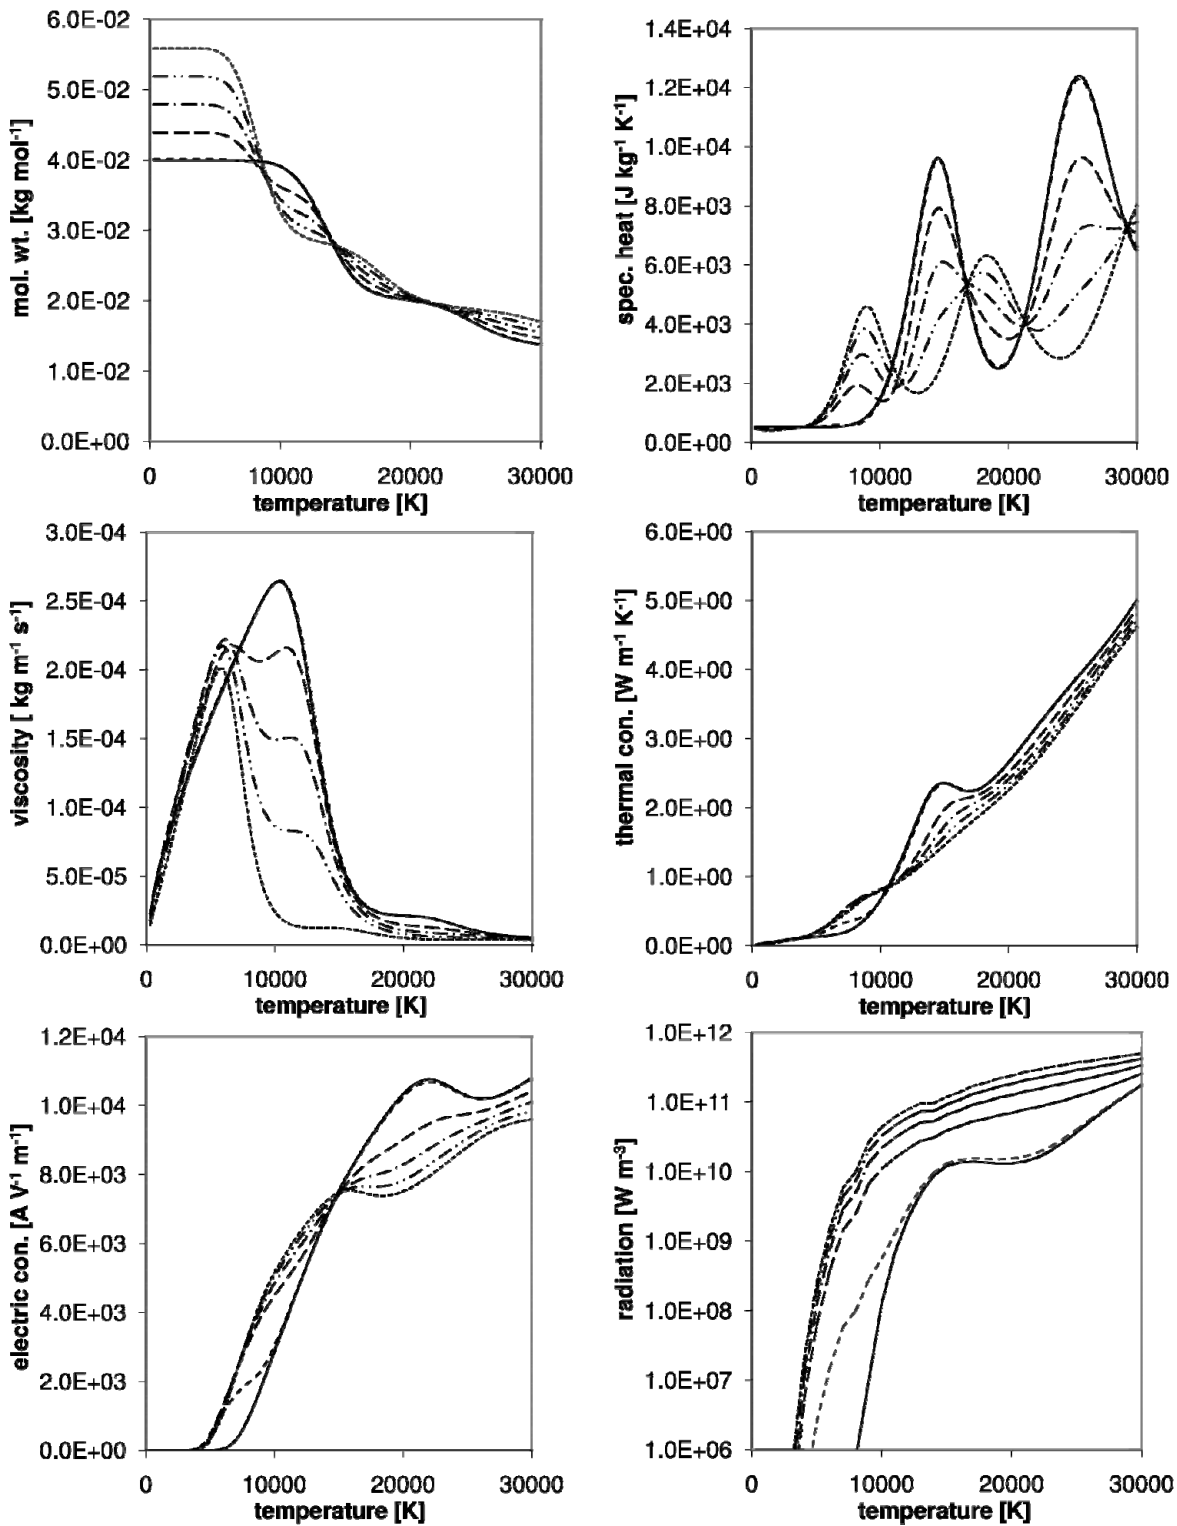 mol. wt. [kg mol-1]
6.0E-02
5.0E-02
4.0E-02
3.0E-02
2.0E-02
1.0E-02
0.0E+00
0 10000 20000 30000
temperature [K]
spec. heat [J kg-1 K-1]
1.4E+04
1.2E+04
1.0E+04
8.0E+03
6.0E+03
4.0E+03
2.0E+03
0.0E+00
0 10000 20000 30000
temperature [K]
viscosity [ kg m-1 s-1]
3.0E-04
2.5E-04
2.0E-04
1.5E-04
1.0E-04
5.0E-05
0.0E+00
0 10000 20000 30000
temperature [K]
thermal con. [W m-1 K-1]
6.0E+00
5.0E+00
4.0E+00
3.0E+00
2.0E+00
1.0E+00
0.0E+00
0 10000 20000 30000
temperature [K]
electric con. [A V-1 m-1]
1.2E+04
1.0E+04
8.0E+03
6.0E+03
4.0E+03
2.0E+03
0.0E+00
0 10000 20000 30000
temperature [K]
radiation [W m-3]
1.0E+12
1.0E+11
1.0E+10
1.0E+09
1.0E+08
1.0E+07
1.0E+06
0 10000 20000 30000
temperature [K]